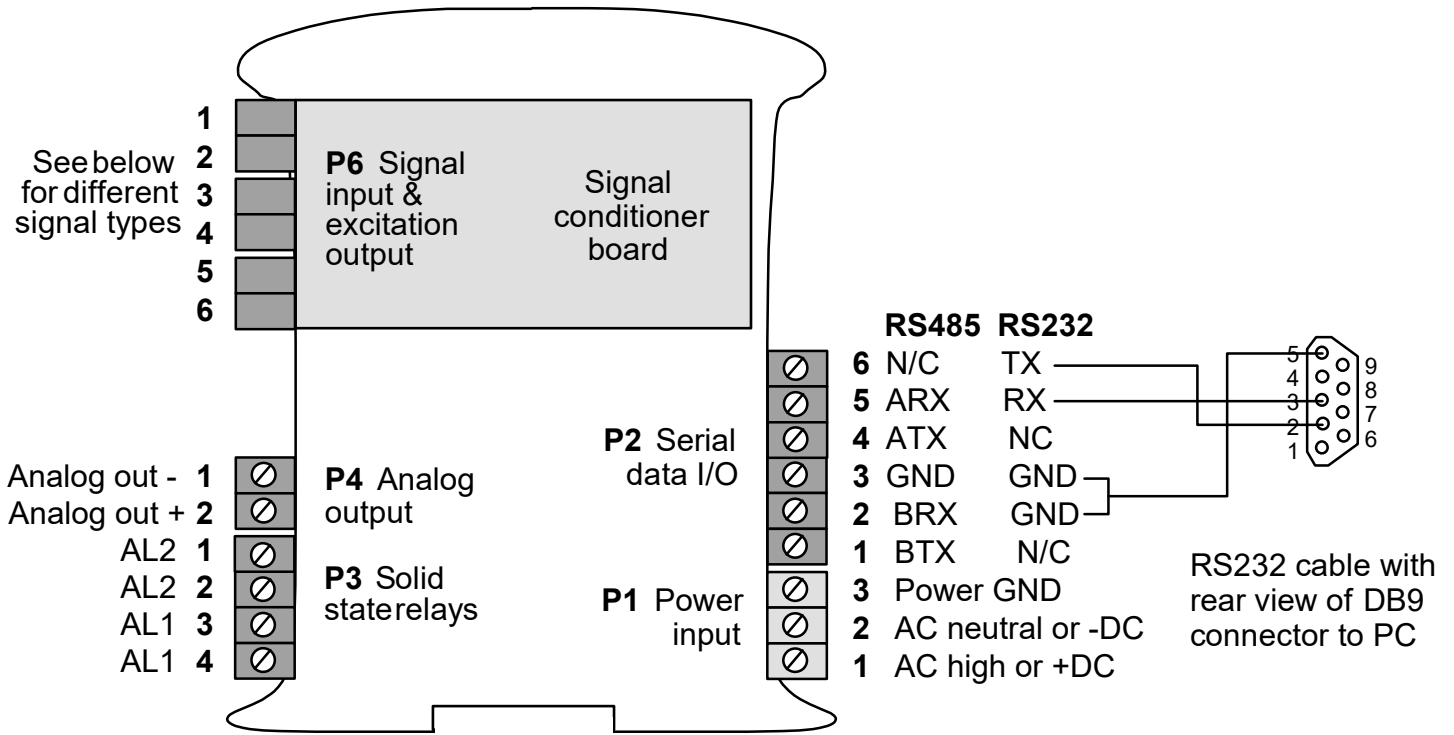 1
2
3
4
5
6
See below
for different
signal types
P6 Signal
input &
excitation
output
Signal
conditioner
board
Analog out - 1
Analog out + 2
AL2 1
AL2 2
AL1 3
AL1 4
P4 Analog
output
P3 Solid
state relays
P2 Serial
data I/O
P1 Power
input
RS485 RS232
6 N/C TX
5 ARX RX
4 ATX NC
3 GND GND
2 BRX GND
1 BTX N/C
3 Power GND
2 AC neutral or -DC
1 AC high or +DC
5
4
3
2
1
9
8
7
6
RS232 cable with
rear view of DB9
connector to PC